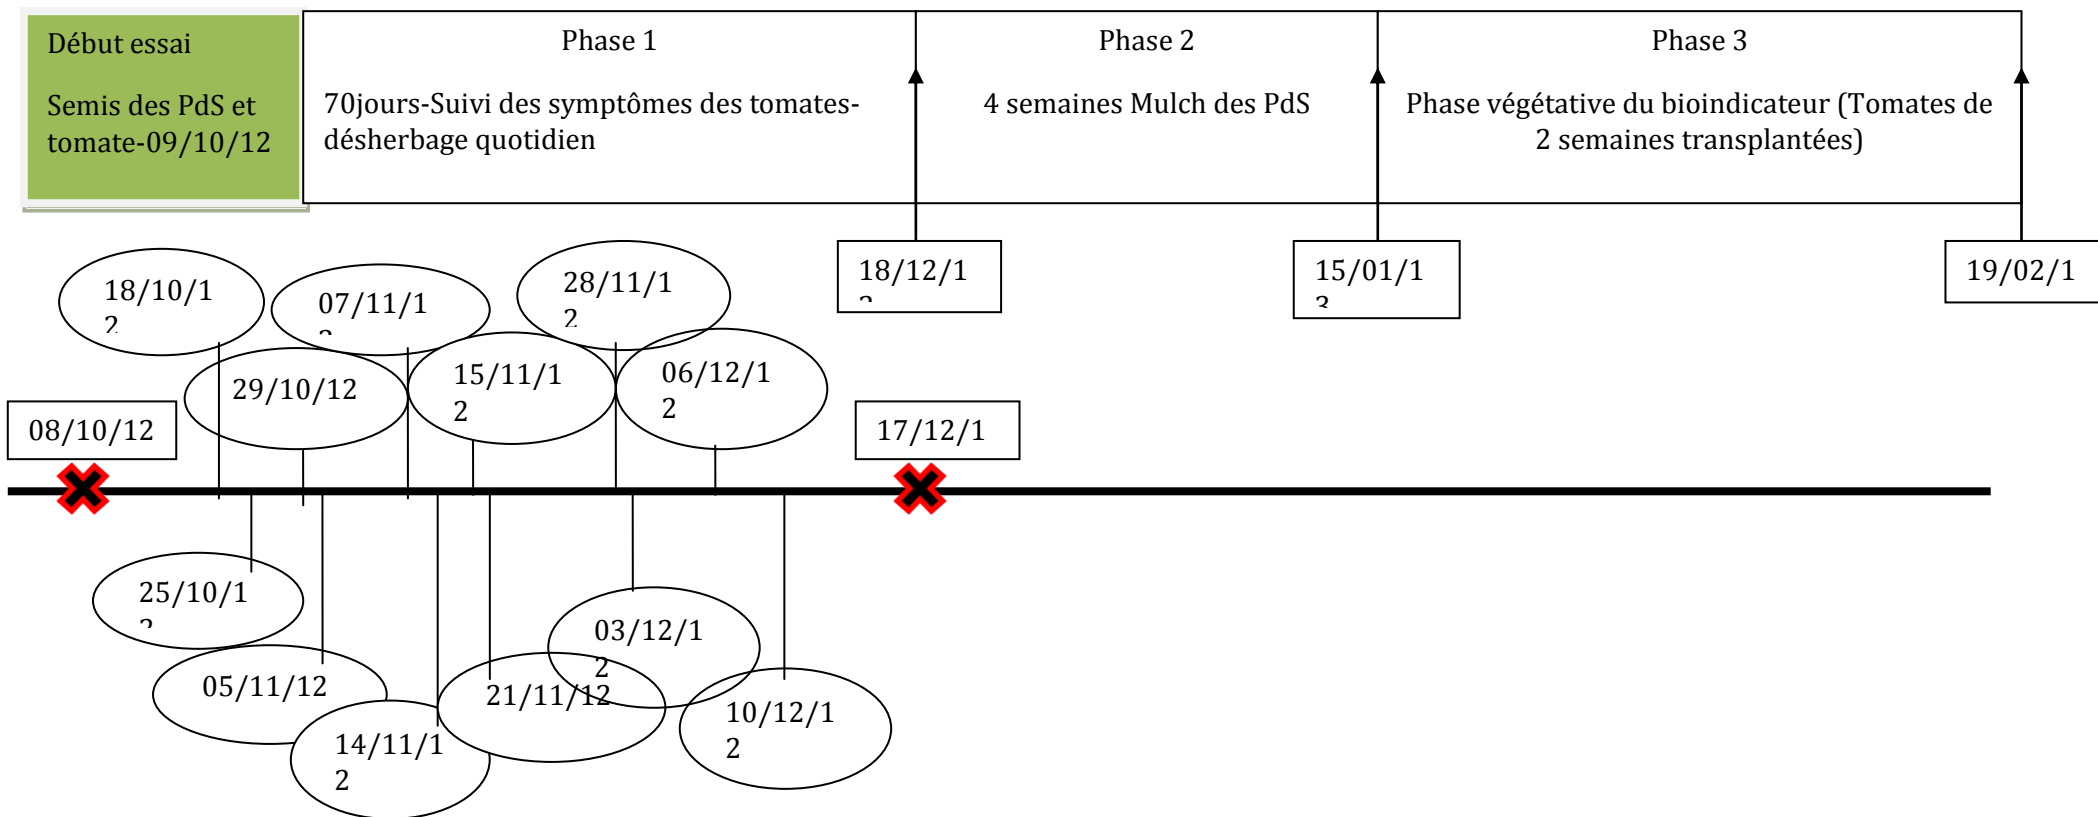 Début essai
Semis des PdS et
tomate-09/10/12
Phase 1
70jours-Suivi des symptômes des tomates-
désherbage quotidien
Phase 2
4 semaines Mulch des PdS
Phase 3
Phase végétative du bioindicateur (Tomates de
2 semaines transplantées)
18/12/1
15/01/1
3
19/02/1
18/10/1
2
07/11/1
28/11/1
2
29/10/12
15/11/1
2
06/12/1
2
08/10/12
17/12/1
25/10/1
05/11/12
14/11/1
2
21/11/12
03/12/1
2
10/12/1
2